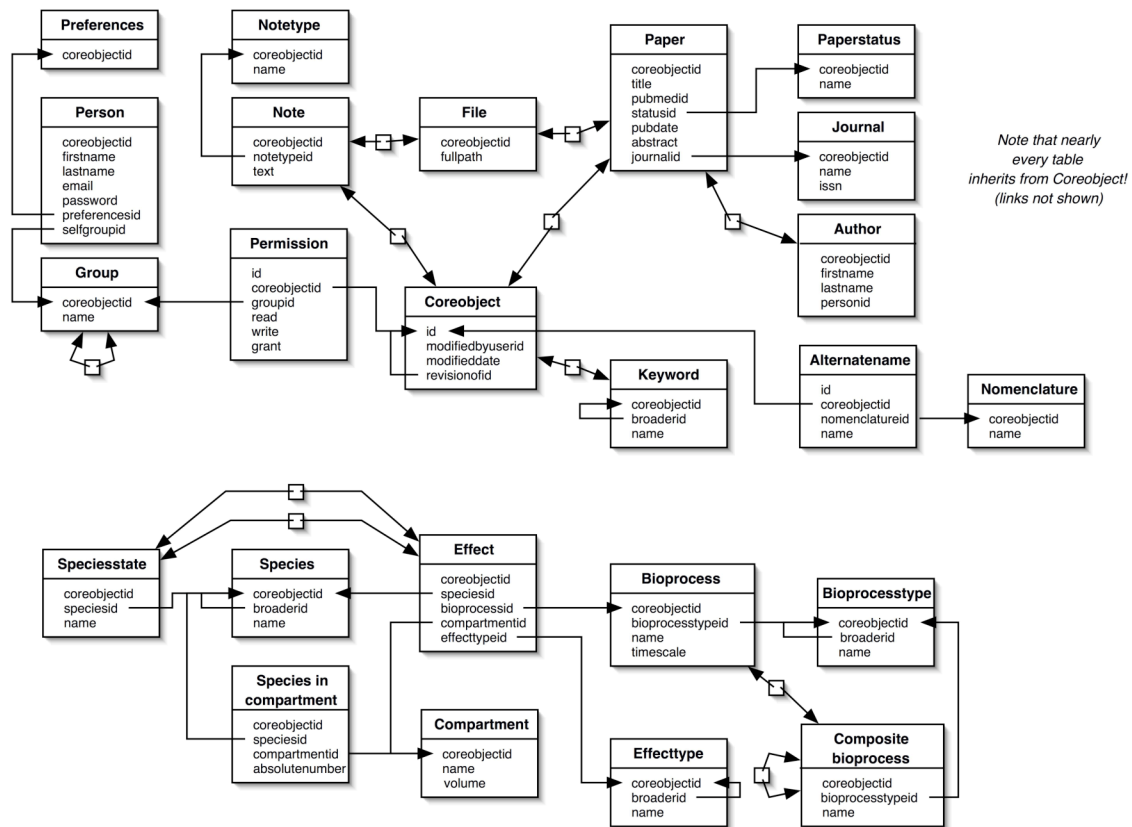 Preferences
coreobjectid
Notetype
coreobjectid
name
Paper
coreobjectid
title
pubmedid
statusid
pubdate
abstract
journalid
Paperstatus
coreobjectid
name
Person
coreobjectid
firstname
lastname
email
password
preferencesid
selfgroupid
Note
coreobjectid
notetypeid
text
File
coreobjectid
fullpath
Journal
coreobjectid
name
issn
Note that nearly
every table
inherits from Coreobject!
(links not shown)
Author
coreobjectid
firstname
lastname
personid
Group
coreobjectid
name
Permission
id
coreobjectid
groupid
read
write
grant
Coreobject
id
modifiedbyuserid
modifieddate
revisionofid
Keyword
coreobjectid
broaderid
name
Alternatename
id
coreobjectid
nomenclatureid
name
Nomenclature
coreobjectid
name
Speciesstate
coreobjectid
speciesid
name
Species
coreobjectid
broaderid
name
Effect
coreobjectid
speciesid
bioprocessid
compartmentid
effecttypeid
Bioprocess
coreobjectid
bioprocesstypeid
name
timescale
Bioprocesstype
coreobjectid
broaderid
name
Species in
compartment
coreobjectid
speciesid
compartmentid
absolutenumber
Compartment
coreobjectid
name
volume
Effecttype
coreobjectid
broaderid
name
Composite
bioprocess
coreobjectid
bioprocesstypeid
name